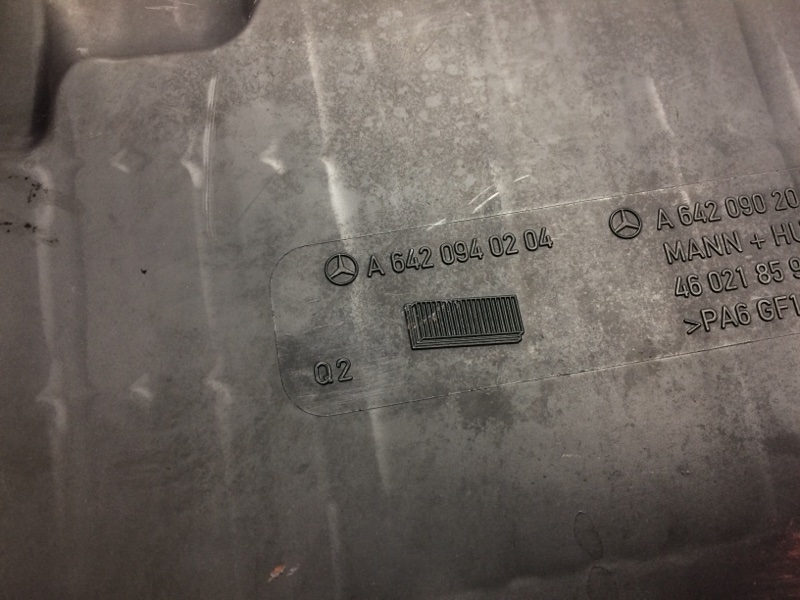 A 642 094 02 04
Q2
A 642 090 20
MANN + HU
46 021 85 9
>PA6 GF1